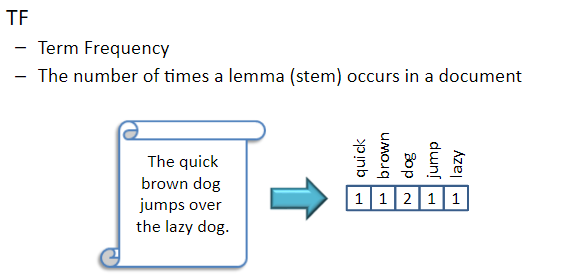 TF
– Term Frequency
– The number of times a lemma (stem) occurs in a document
The quick
brown dog
jumps over
the lazy dog.
quick
brown
dog
jump
lazy
1 1 2 1 1